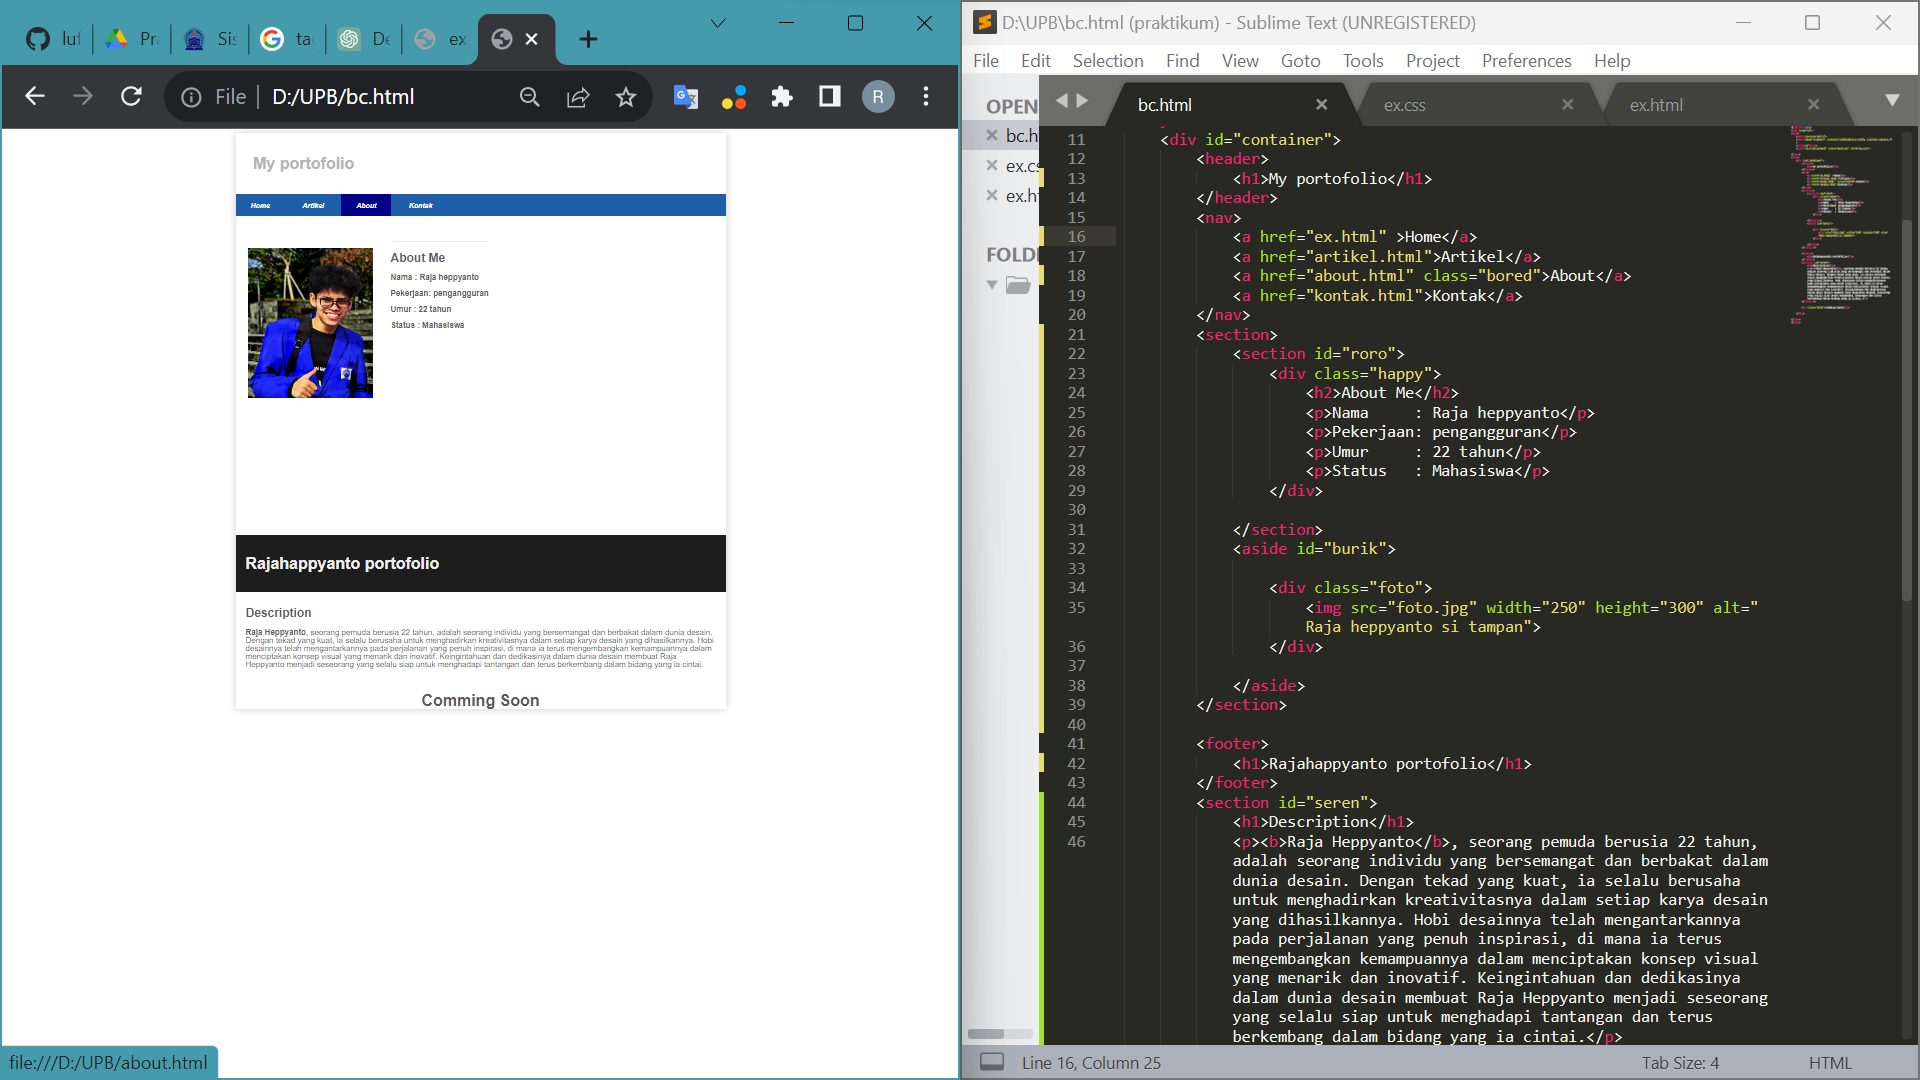 luf
Pra
Sis
ta
De
ex
File
D:/UPB/bc.html
R
My portofolio
Home
Artikel
About
Kontak
About Me
Nama : Raja heppyanto
Pekerjaan: pengangguran
Umur : 22 tahun
Status : Mahasiswa
Rajahappyanto portofolio
Description
Raja Heppyanto, seorang pemuda berusia 22 tahun, adalah seorang individu yang bersemangat dan berbakat dalam dunia desain.
Dengan tekad yang kuat, ia selalu berusaha untuk menghadirkan kreativitasnya dalam setiap karya desain yang dihasilkannya. Hobi
desainnya telah mengantarkannya pada perjalanan yang penuh inspirasi, di mana ia terus mengembangkan kemampuannya dalam
menciptakan konsep visual yang menarik dan inovatif. Keingintahuan dan dedikasinya dalam dunia desain membuat Raja
Heppyanto menjadi seseorang yang selalu siap untuk menghadapi tantangan dan terus berkembang dalam bidang yang ia cintai.
Comming Soon
file:///D:/UPB/about.html
D:\UPB\bc.html (praktikum) - Sublime Text (UNREGISTERED)
File Edit Selection Find View Goto Tools Project Preferences Help
OPEN
bc.h
ex.cs
ex.ht
FOLDE
bc.html
ex.css
ex.html
11 <div id="container">
12 <header>
13 <h1>My portofolio</h1>
14 </header>
15 <nav>
16 <a href="ex.html" >Home</a>
17 <a href="artikel.html">Artikel</a>
18 <a href="about.html" class="bored">About</a>
19 <a href="kontak.html">Kontak</a>
20 </nav>
21 <section>
22 <section id="roro">
23 <div class="happy">
24 <h2>About Me</h2>
25 <p>Nama     : Raja heppyanto</p>
26 <p>Pekerjaan: pengangguran</p>
27 <p>Umur     : 22 tahun</p>
28 <p>Status   : Mahasiswa</p>
29 </div>
30
31 </section>
32 <aside id="burik">
33
34 <div class="foto">
35 <img src="foto.jpg" width="250" height="300" alt="
Raja heppyanto si tampan">
36 </div>
37
38 </aside>
39 </section>
40
41 <footer>
42 <h1>Rajahappyanto portofolio</h1>
43 </footer>
44 <section id="seren">
45 <h1>Description</h1>
46 <p><b>Raja Heppyanto</b>, seorang pemuda berusia 22 tahun,
adalah seorang individu yang bersemangat dan berbakat dalam
dunia desain. Dengan tekad yang kuat, ia selalu berusaha
untuk menghadirkan kreativitasnya dalam setiap karya desain
yang dihasilkannya. Hobi desainnya telah mengantarkannya
pada perjalanan yang penuh inspirasi, di mana ia terus
mengembangkan kemampuannya dalam menciptakan konsep visual
yang menarik dan inovatif. Keingintahuan dan dedikasinya
dalam dunia desain membuat Raja Heppyanto menjadi seseorang
yang selalu siap untuk menghadapi tantangan dan terus
berkembang dalam bidang yang ia cintai.</p>
Line 16, Column 25
Tab Size: 4
HTML